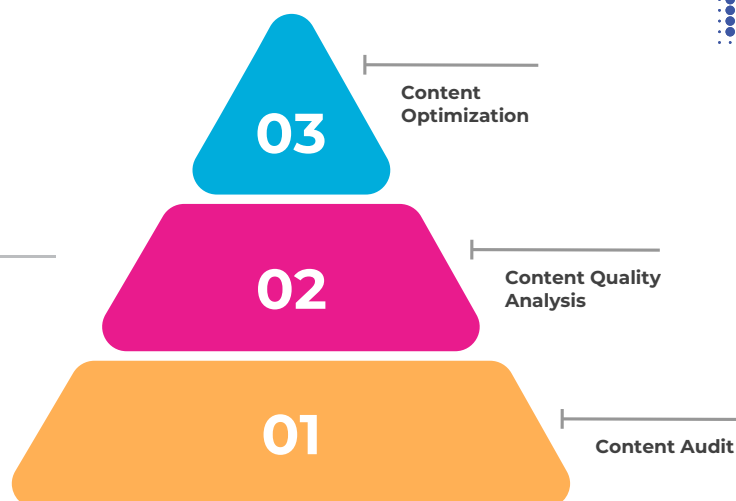 03
Content
Optimization
02
Content Quality
Analysis
01
Content Audit